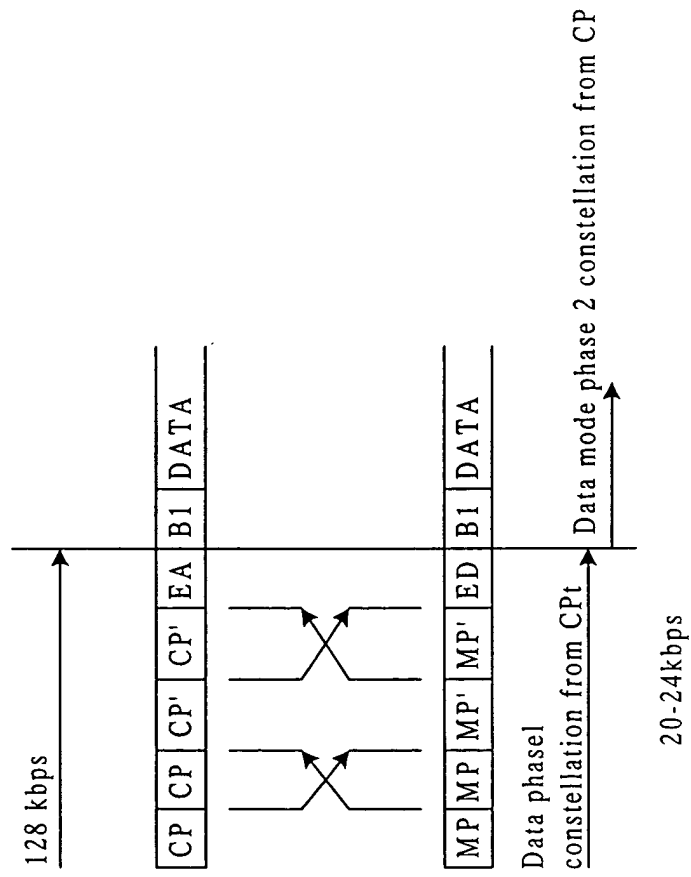 128 kbps
CP CP CP' CP' EA B1 DATA
MP MP MP' MP' ED B1 DATA
Data phase1
constellation from CPt
Data mode phase 2 constellation from CP
20-24kbps